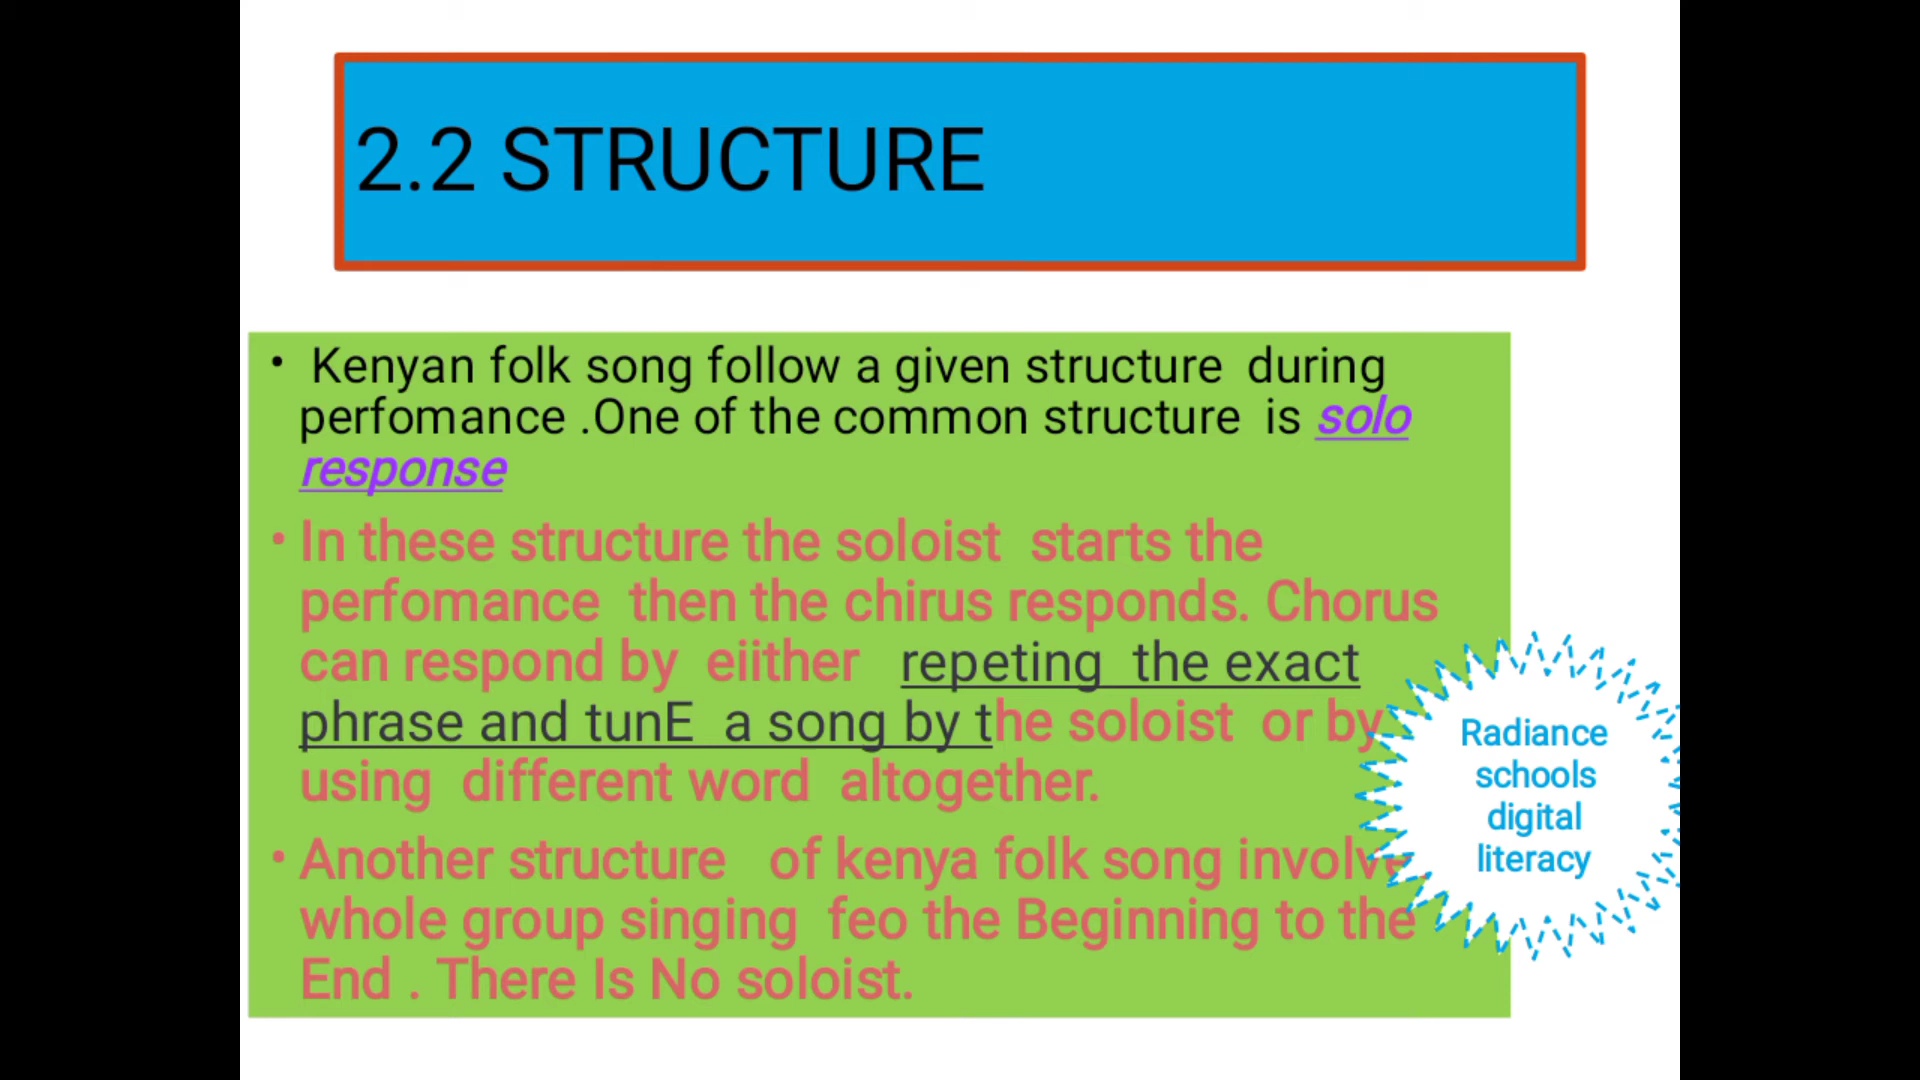 2.2 STRUCTURE
• Kenyan folk song follow a given structure during
perfomance .One of the common structure is solo
response
• In these structure the soloist starts the
perfomance then the chirus responds. Chorus
can respond by eiither repeting the exact
phrase and tunE a song by the soloist or by
using different word altogether.
• Another structure of kenya folk song involve
whole group singing feo the Beginning to the
End . There Is No soloist.
Radiance
schools
digital
literacy